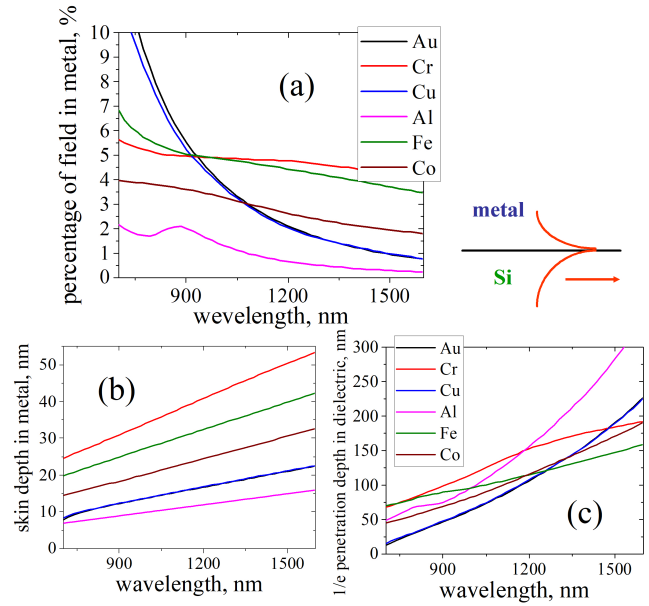 10
9
8
7
6
5
4
3
2
1
0
percentage of field in metal, %
(a)
Au
Cr
Cu
Al
Fe
Co
900
1200
1500
wevelength, nm
metal
Si
50
40
30
20
10
0
skin depth in metal, nm
(b)
900
1200
1500
wavelength, nm
300
250
200
150
100
50
0
1/e penetration depth in dielectric, nm
Au
Cr
Cu
Al
Fe
Co
(c)
900
1200
1500
wavelength, nm